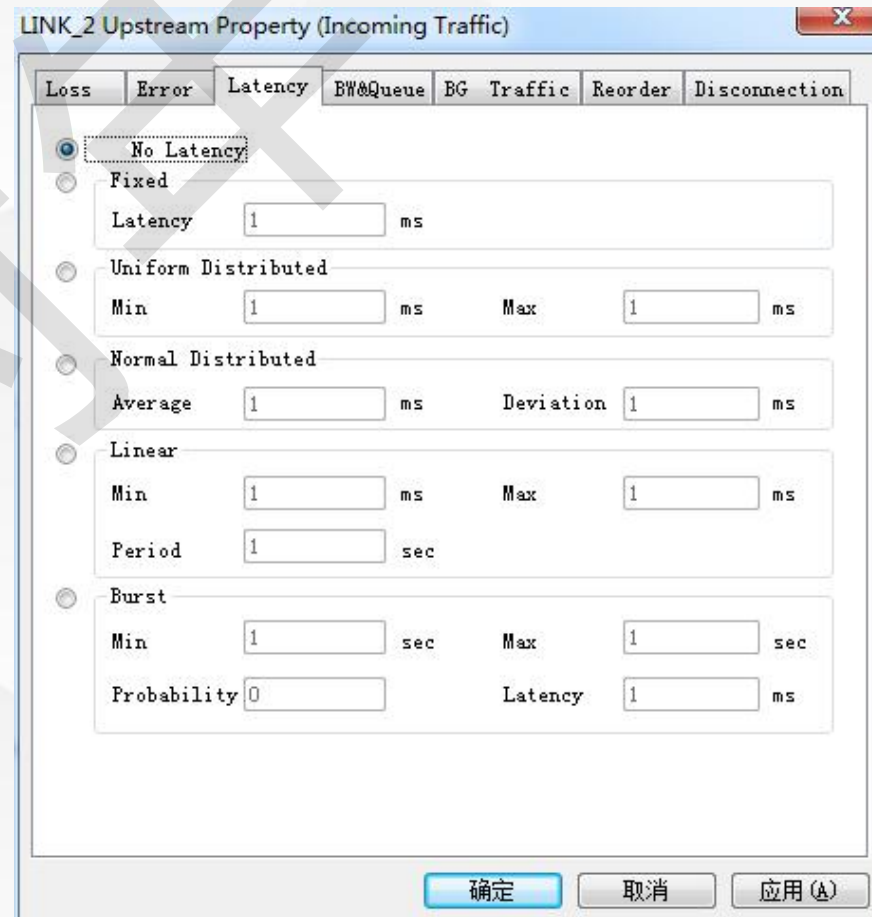 LINK_2 Upstream Property (Incoming Traffic)
Loss Error Latency BW&Queue BG Traffic Reorder Disconnection
No Latency
Fixed
Latency 1 ms
Uniform Distributed
Min 1 ms Max 1 ms
Normal Distributed
Average 1 ms Deviation 1 ms
Linear
Min 1 ms Max 1 ms
Period 1 sec
Burst
Min 1 sec Max 1 sec
Probability 0 Latency 1 ms
确定 取消 应用(A)